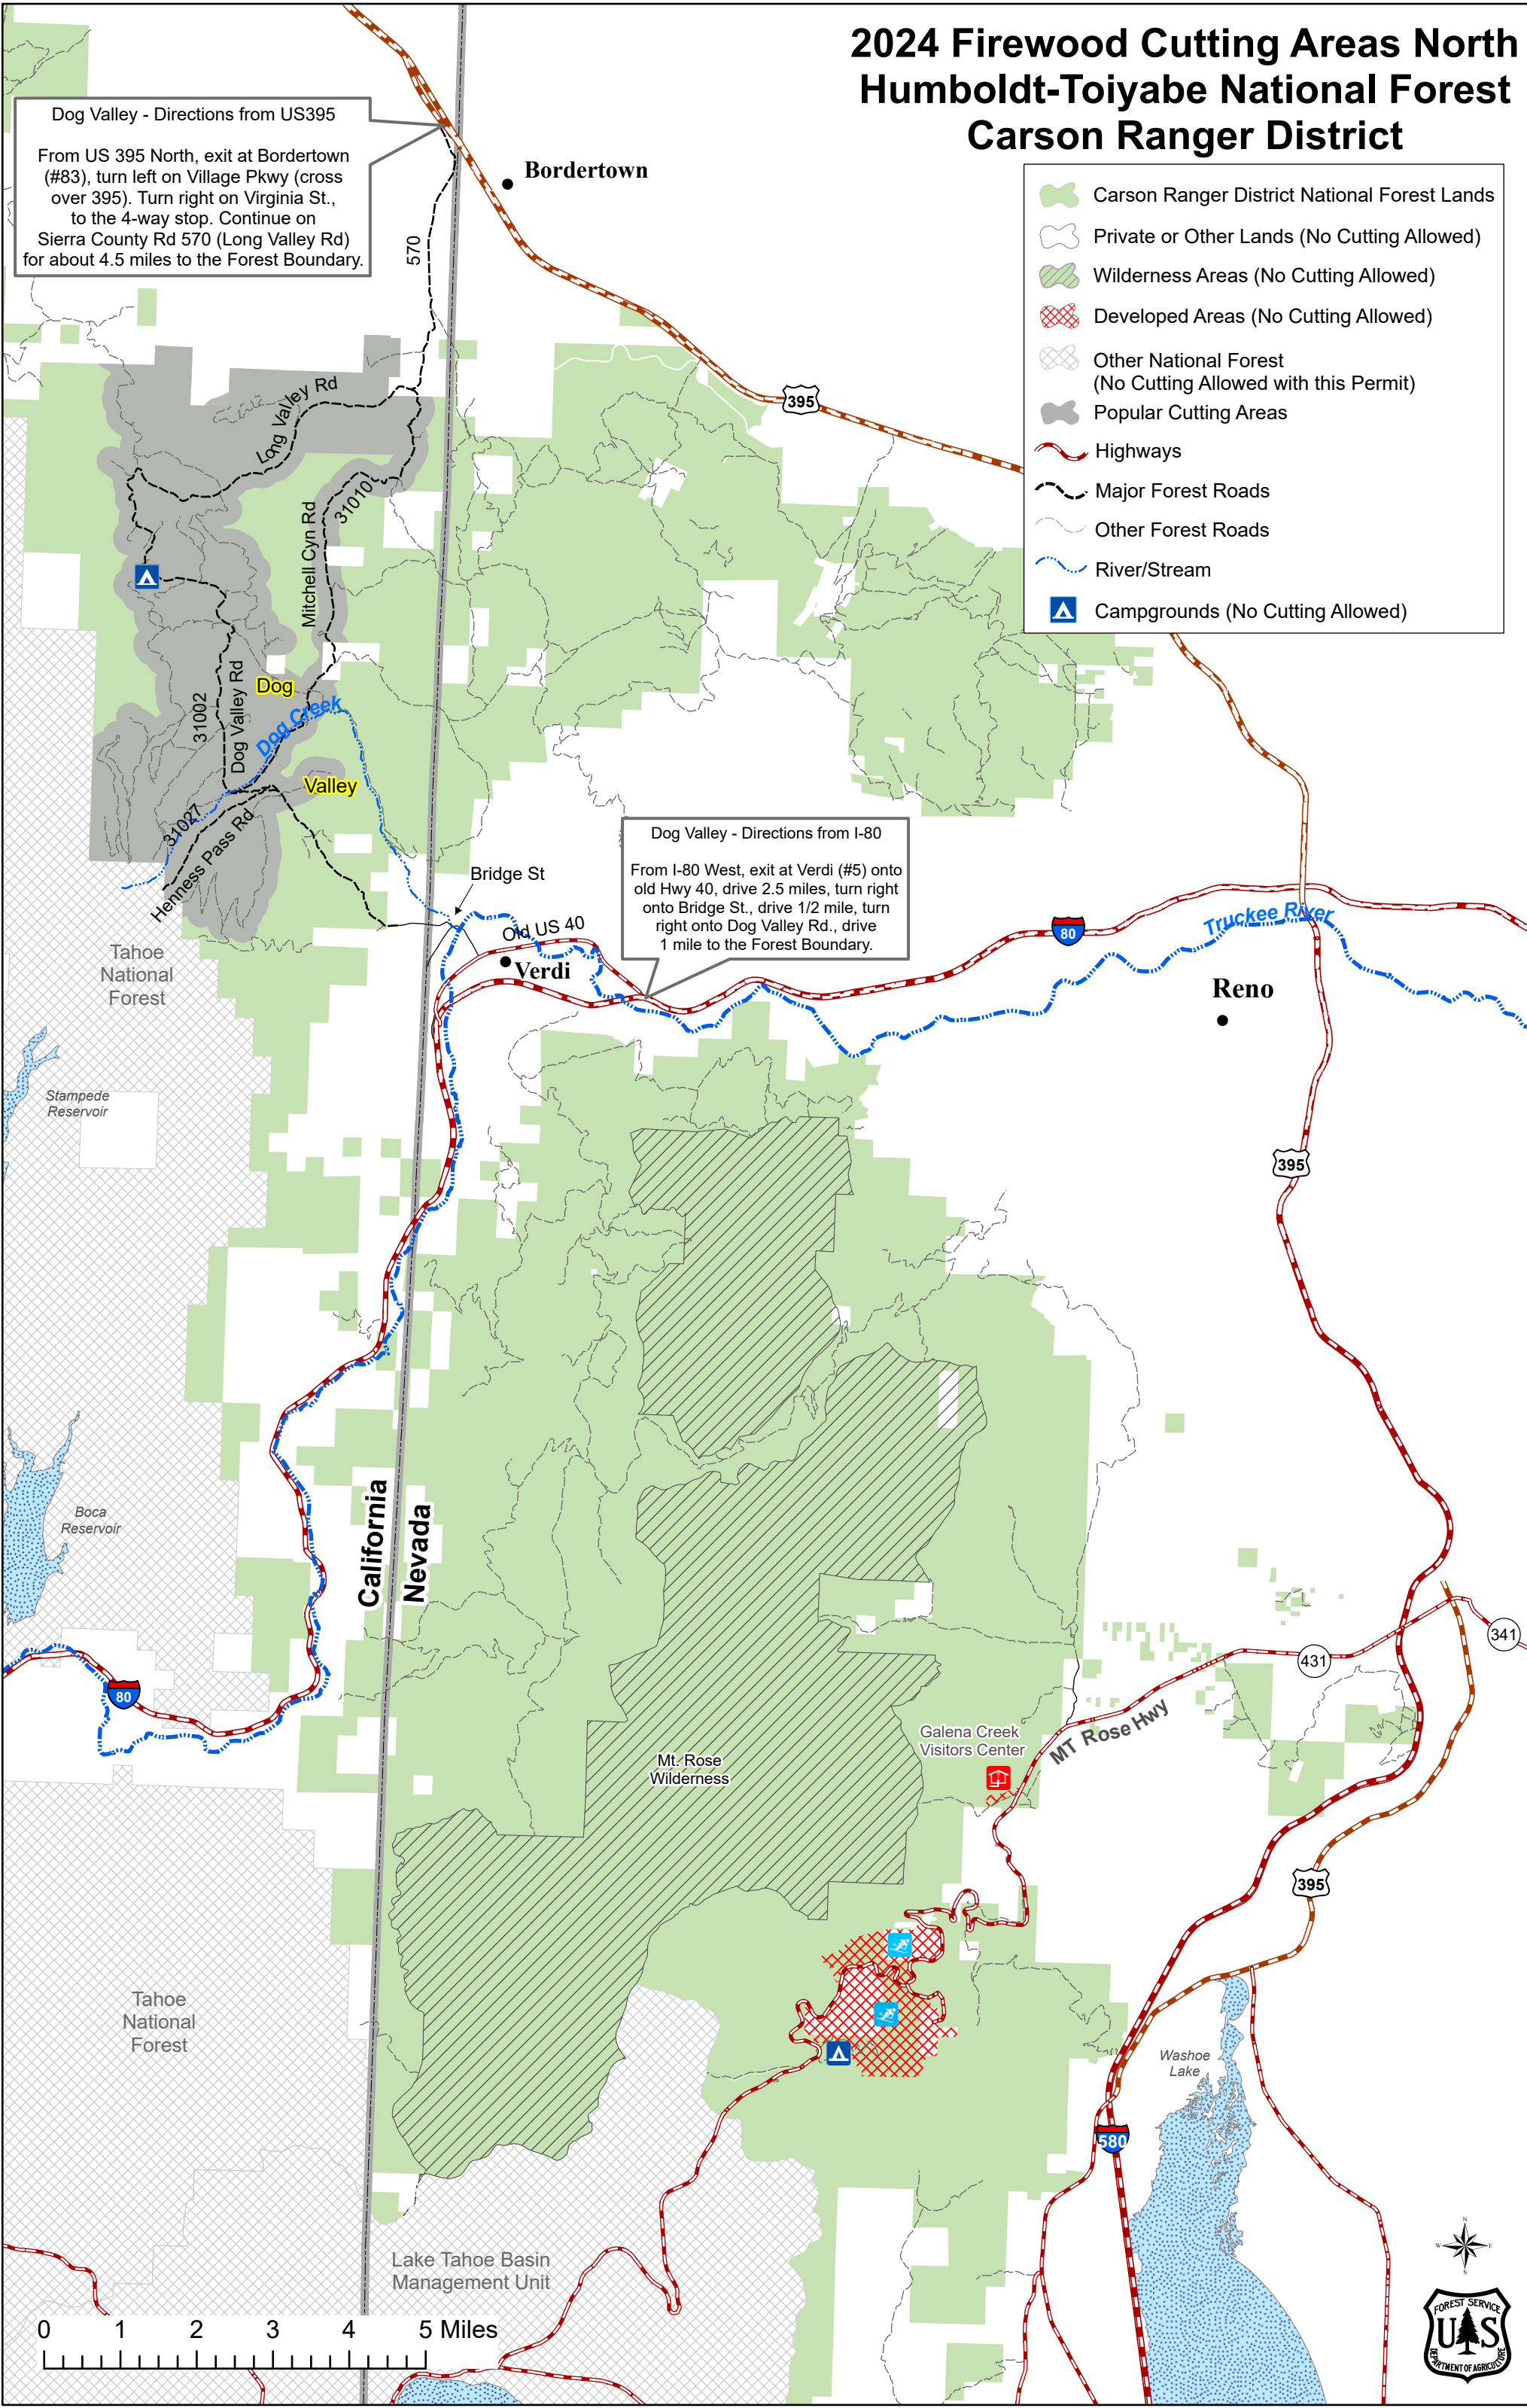 2024 Firewood Cutting Areas North
Humboldt-Toiyabe National Forest
Carson Ranger District
Dog Valley - Directions from US395
From US 395 North, exit at Bordertown
(#83), turn left on Village Pkwy (cross
over 395). Turn right on Virginia St.,
to the 4-way stop. Continue on
Sierra County Rd 570 (Long Valley Rd)
for about 4.5 miles to the Forest Boundary.
Bordertown
Carson Ranger District National Forest Lands
Private or Other Lands (No Cutting Allowed)
Wilderness Areas (No Cutting Allowed)
Developed Areas (No Cutting Allowed)
Other National Forest
(No Cutting Allowed with this Permit)
Popular Cutting Areas
Highways
Major Forest Roads
Other Forest Roads
River/Stream
Campgrounds (No Cutting Allowed)
570
395
Long Valley Rd
31010
Mitchell Cyn Rd
31002
Dog Valley Rd
Dog
Dog Creek
Valley
31027
Henness Pass Rd
Dog Valley - Directions from I-80
From I-80 West, exit at Verdi (#5) onto
old Hwy 40, drive 2.5 miles, turn right
onto Bridge St., drive 1/2 mile, turn
right onto Dog Valley Rd., drive
1 mile to the Forest Boundary.
Bridge St
Old US 40
Verdi
80
Truckee River
Reno
Tahoe
National
Forest
Stampede
Reservoir
395
Boca
Reservoir
California
Nevada
80
341
431
MT Rose Hwy
Galena Creek
Visitors Center
Mt. Rose
Wilderness
395
Tahoe
National
Forest
Washoe
Lake
580
Lake Tahoe Basin
Management Unit
0 1 2 3 4 5 Miles
N
W E
S
FOREST SERVICE
US
DEPARTMENT OF AGRICULTURE